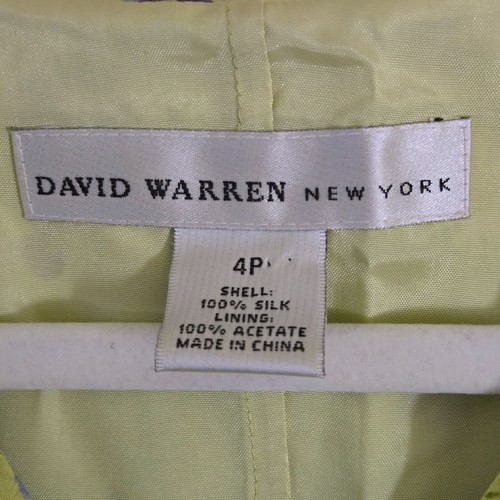 DAVID WARREN NEW YORK
4P
SHELL:
100% SILK
LINING:
100% ACETATE
MADE IN CHINA